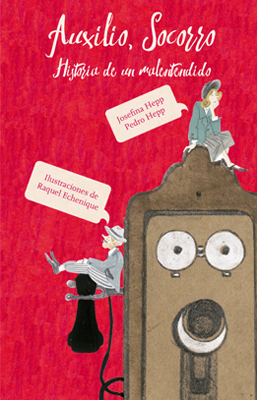 Auxilio, Socorro
Historia de un malentendido
Josefina Hepp
Pedro Hepp
Ilustraciones de
Raquel Echenique